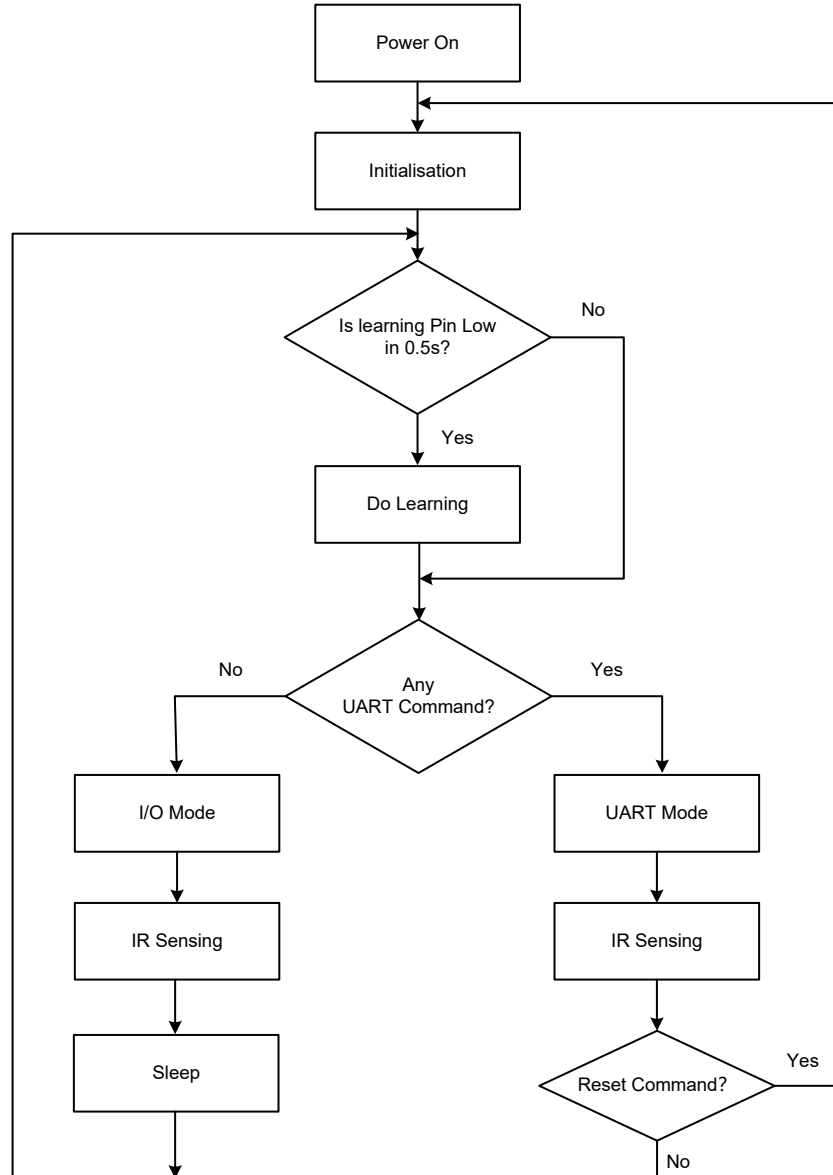 Power On
Initialisation
Is learning Pin Low
in 0.5s?
No
Yes
Do Learning
No
Any
UART Command?
Yes
I/O Mode
UART Mode
IR Sensing
IR Sensing
Sleep
Reset Command?
Yes
No